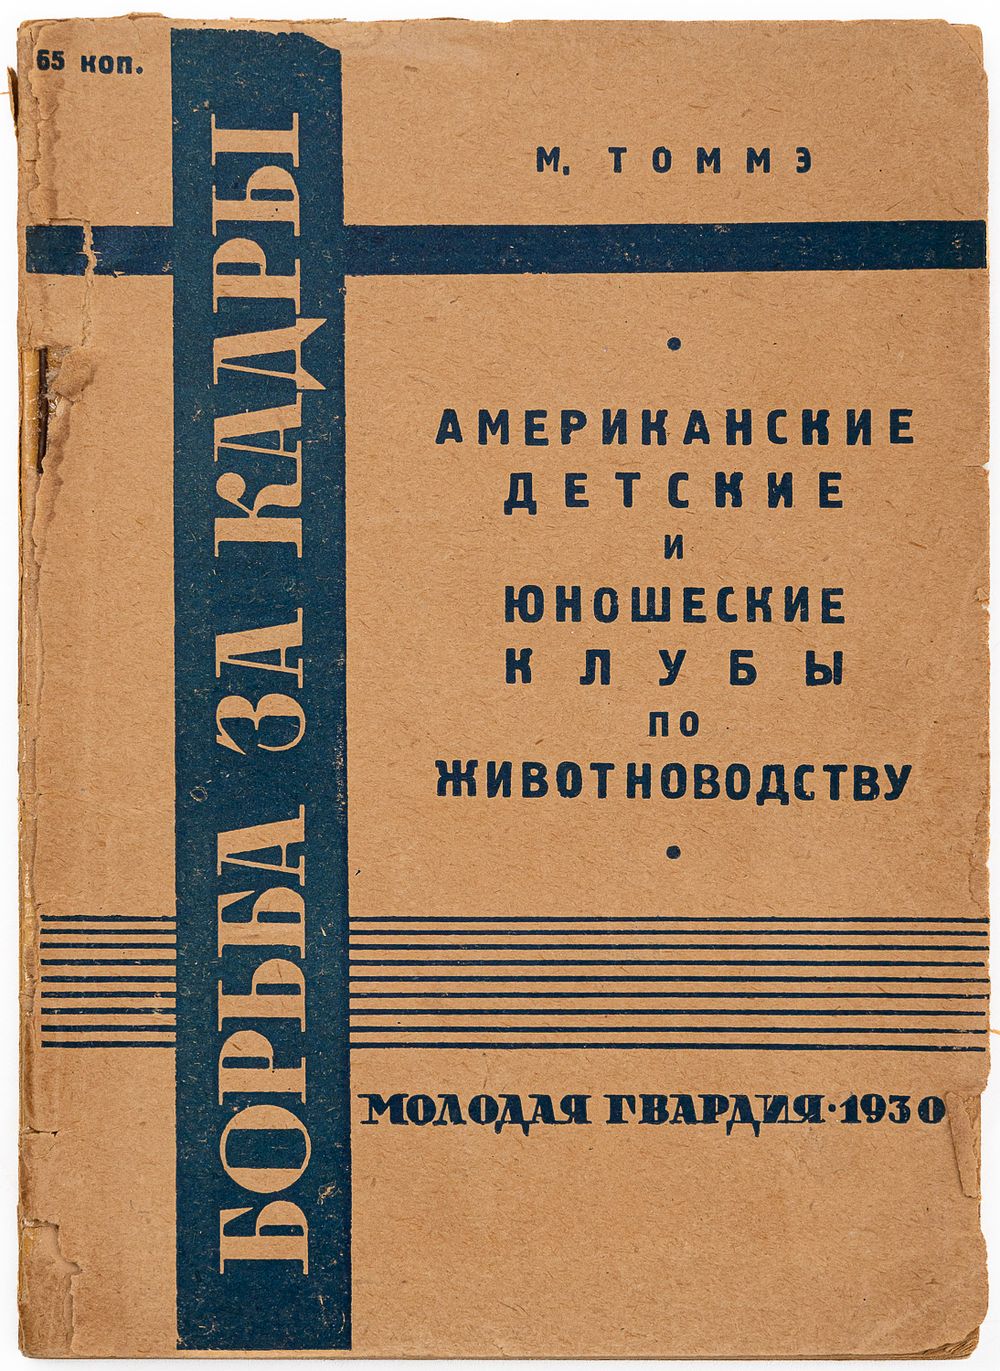 65 коп.
М. ТОММЭ
БОРЬБА ЗА КАДРЫ
АМЕРИКАНСКИЕ
ДЕТСКИЕ
И
ЮНОШЕСКИЕ
КЛУБЫ
ПО
ЖИВОТНОВОДСТВУ
МОЛОДАЯ ГВАРДИЯ · 1930